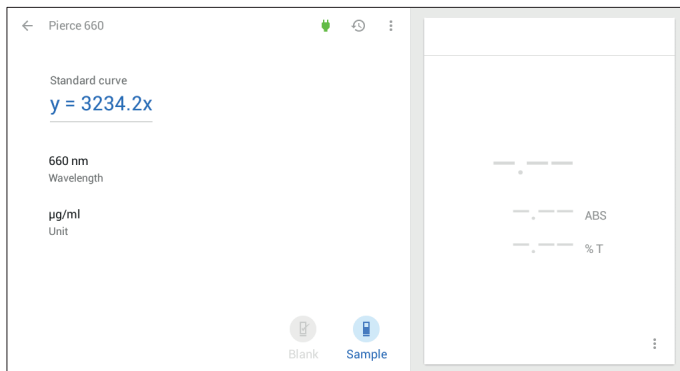 Pierce 660
Standard curve
y = 3234.2x
660 nm
Wavelength
µg/ml
Unit
Blank
Sample
ABS
% T